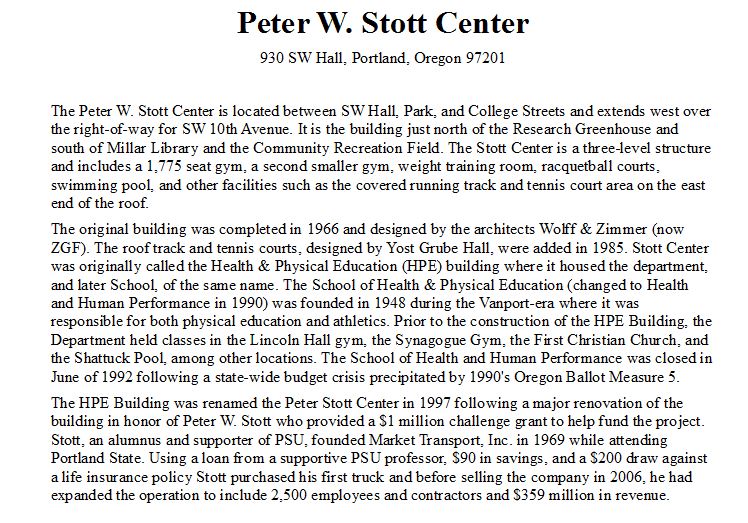 Peter W. Stott Center
930 SW Hall, Portland, Oregon 97201
The Peter W. Stott Center is located between SW Hall, Park, and College Streets and extends west over
the right-of-way for SW 10th Avenue. It is the building just north of the Research Greenhouse and
south of Millar Library and the Community Recreation Field. The Stott Center is a three-level structure
and includes a 1,775 seat gym, a second smaller gym, weight training room, racquetball courts,
swimming pool, and other facilities such as the covered running track and tennis court area on the east
end of the roof.
The original building was completed in 1966 and designed by the architects Wolff & Zimmer (now
ZGF). The roof track and tennis courts, designed by Yost Grube Hall, were added in 1985. Stott Center
was originally called the Health & Physical Education (HPE) building where it housed the department,
and later School, of the same name. The School of Health & Physical Education (changed to Health
and Human Performance in 1990) was founded in 1948 during the Vanport-era where it was
responsible for both physical education and athletics. Prior to the construction of the HPE Building, the
Department held classes in the Lincoln Hall gym, the Synagogue Gym, the First Christian Church, and
the Shattuck Pool, among other locations. The School of Health and Human Performance was closed in
June of 1992 following a state-wide budget crisis precipitated by 1990's Oregon Ballot Measure 5.
The HPE Building was renamed the Peter Stott Center in 1997 following a major renovation of the
building in honor of Peter W. Stott who provided a $1 million challenge grant to help fund the project.
Stott, an alumnus and supporter of PSU, founded Market Transport, Inc. in 1969 while attending
Portland State. Using a loan from a supportive PSU professor, $90 in savings, and a $200 draw against
a life insurance policy Stott purchased his first truck and before selling the company in 2006, he had
expanded the operation to include 2,500 employees and contractors and $359 million in revenue.